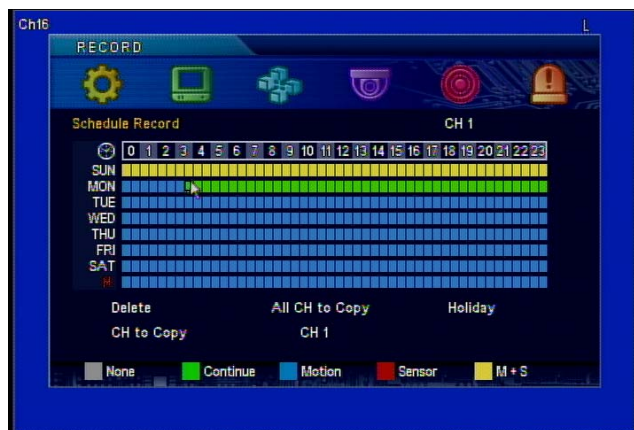 Ch16 L
RECORD
Schedule Record CH 1
0 1 2 3 4 5 6 7 8 9 10 11 12 13 14 15 16 17 18 19 20 21 22 23
SUN
MON
TUE
WED
THU
FRI
SAT
H
Delete All CH to Copy Holiday
CH to Copy CH 1
None Continue Motion Sensor M + S